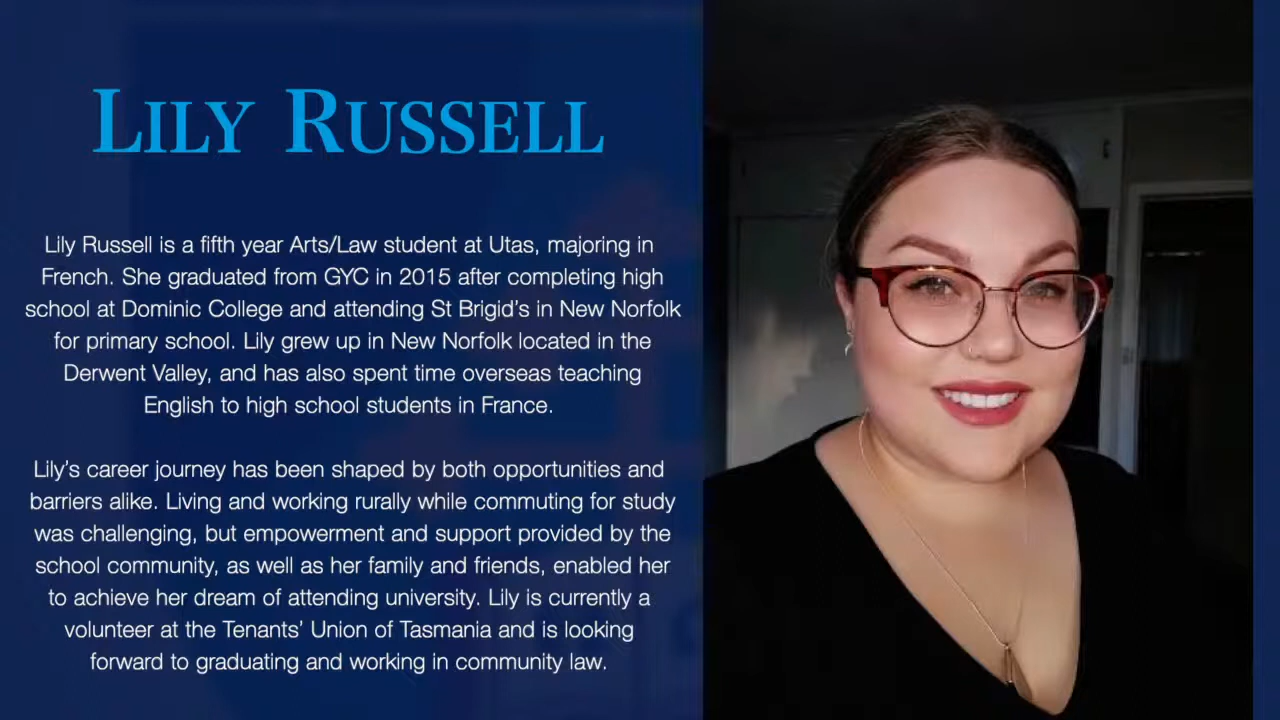 LILY RUSSELL
Lily Russell is a fifth year Arts/Law student at Utas, majoring in
French. She graduated from GYC in 2015 after completing high
school at Dominic College and attending St Brigid's in New Norfolk
for primary school. Lily grew up in New Norfolk located in the
Derwent Valley, and has also spent time overseas teaching
English to high school students in France.
Lily's career journey has been shaped by both opportunities and
barriers alike. Living and working rurally while commuting for study
was challenging, but empowerment and support provided by the
school community, as well as her family and friends, enabled her
to achieve her dream of attending university. Lily is currently a
volunteer at the Tenants' Union of Tasmania and is looking
forward to graduating and working in community law.